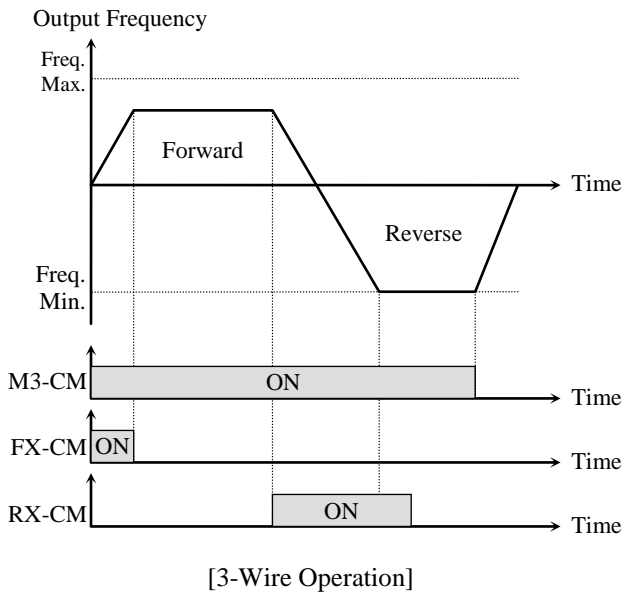 Output Frequency
Freq.
Max.
Forward
Time
Reverse
Freq.
Min.
M3-CM
ON
Time
FX-CM
ON
Time
RX-CM
ON
Time
[3-Wire Operation]